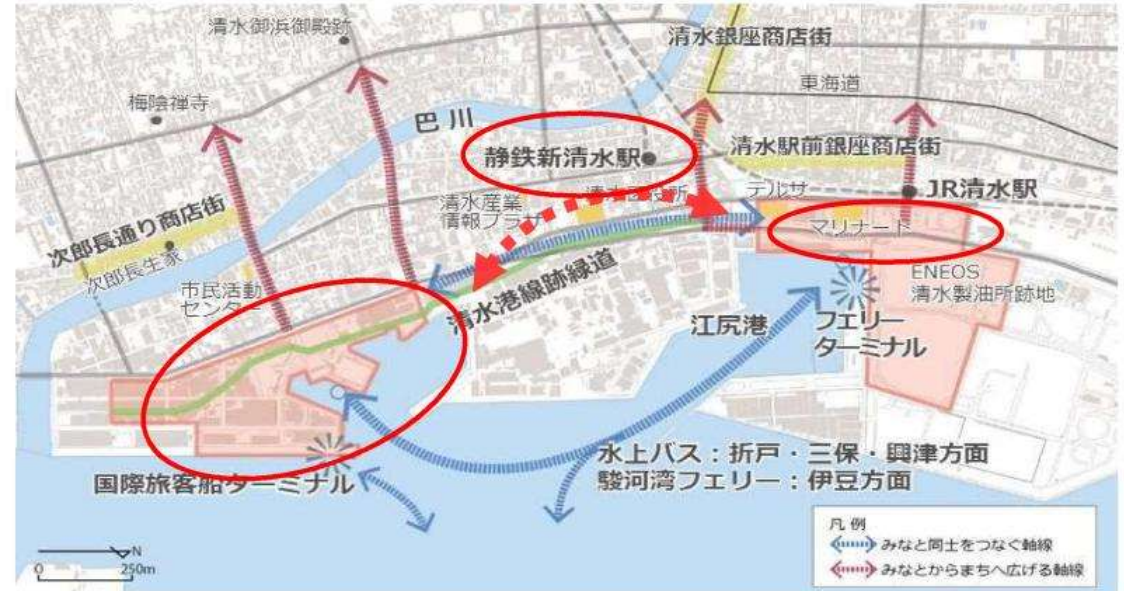 清水御浜御殿跡
清水銀座商店街
梅陰禅寺
東海道
巴川
静鉄新清水駅
清水駅前銀座商店街
JR清水駅
清水産業
情報プラザ
テルサ
マリナート
次郎長通り商店街
次郎長生家
市民活動
センター
清水港線跡緑道
江尻港
ENEOS
清水製油所跡地
フェリー
ターミナル
水上バス:折戸・三保・興津方面
駿河湾フェリー:伊豆方面
国際旅客船ターミナル
凡例
みなと同士をつなぐ軸線
みなとからまちへ広げる軸線
N
0 250m